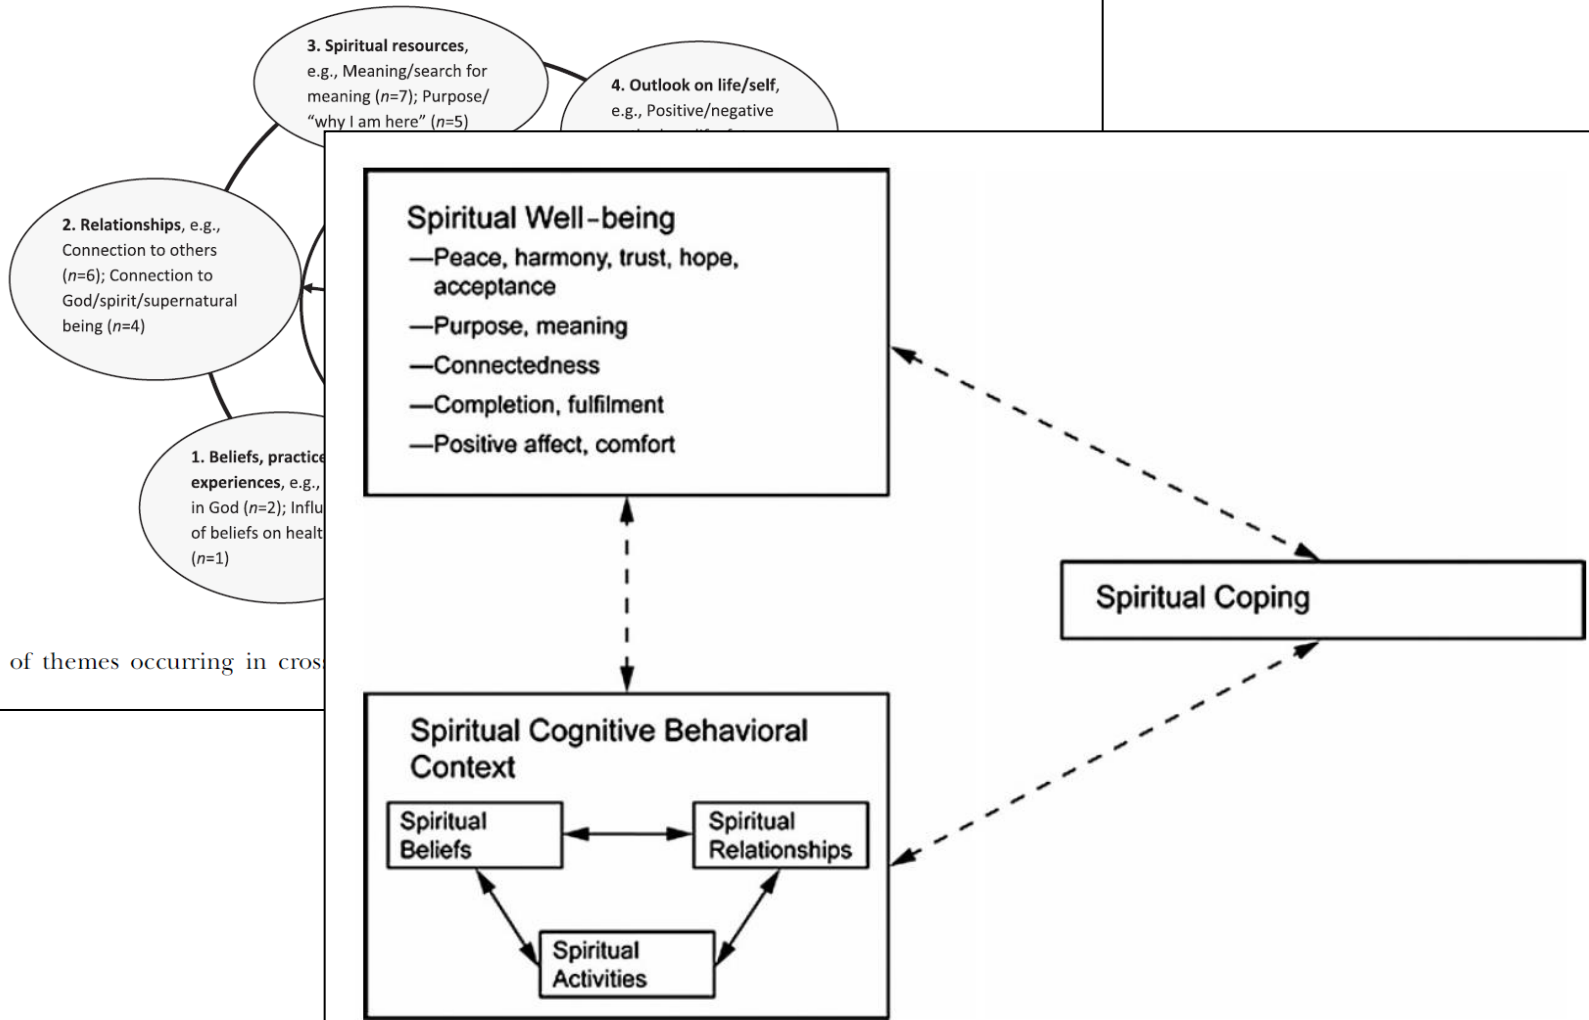 3. Spiritual resources,
e.g., Meaning/search for
meaning (n=7); Purpose/
“why I am here” (n=5)
4. Outlook on life/self,
e.g., Positive/negative
2. Relationships, e.g.,
Connection to others
(n=6); Connection to
God/spirit/supernatural
being (n=4)
1. Beliefs, practice
experiences, e.g.,
in God (n=2); Influ
of beliefs on healt
(n=1)
of themes occurring in cros
Spiritual Well-being
—Peace, harmony, trust, hope,
acceptance
—Purpose, meaning
—Connectedness
—Completion, fulfilment
—Positive affect, comfort
Spiritual Coping
Spiritual Cognitive Behavioral
Context
Spiritual
Beliefs
Spiritual
Relationships
Spiritual
Activities